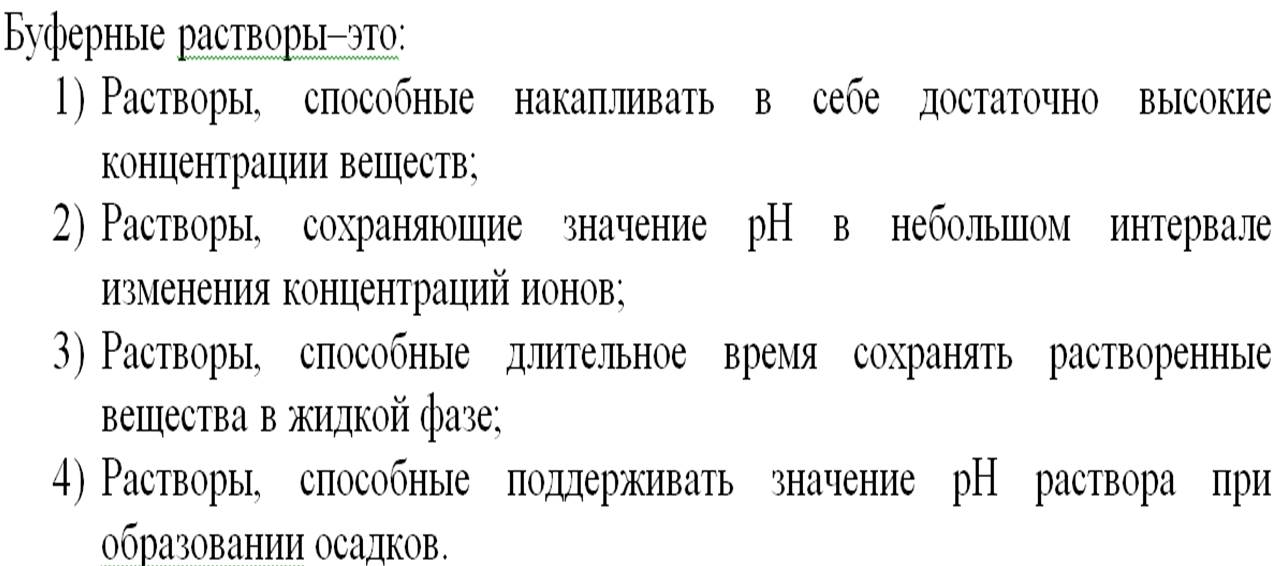 Буферные растворы–это:
1) Растворы, способные накапливать в себе достаточно высокие
концентрации веществ;
2) Растворы, сохраняющие значение pH в небольшом интервале
изменения концентраций ионов;
3) Растворы, способные длительное время сохранять растворенные
вещества в жидкой фазе;
4) Растворы, способные поддерживать значение pH раствора при
образовании осадков.